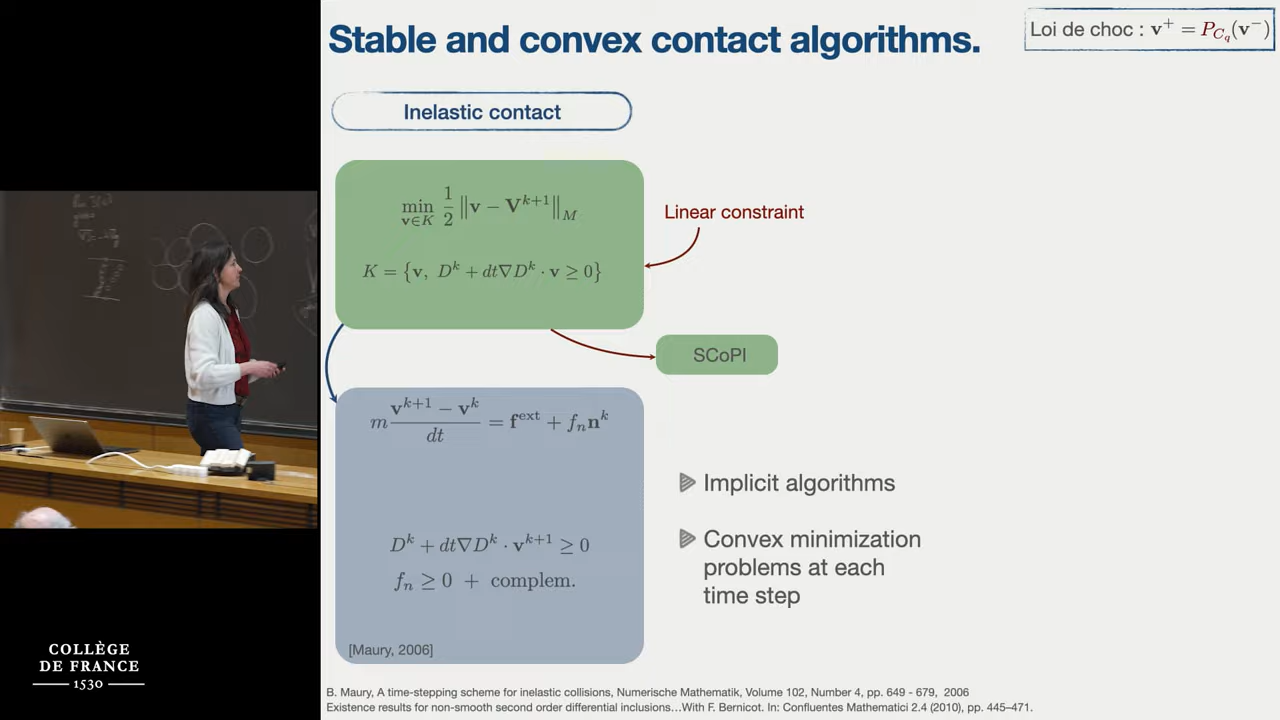 Stable and convex contact algorithms.
Loi de choc : v⁺ = P_{C_q}(v⁻)
Inelastic contact
min_{v∈K} 1/2 ‖v − V^{k+1}‖_M
K = {v, D^k + dt∇D^k · v ≥ 0}
Linear constraint
SCoPI
m (v^{k+1} − v^k)/dt = f^{ext} + f_n n^k
D^k + dt∇D^k · v^{k+1} ≥ 0
f_n ≥ 0 + complem.
[Maury, 2006]
Implicit algorithms
Convex minimization
problems at each
time step
COLLÈGE
DE FRANCE
1530
B. Maury, A time-stepping scheme for inelastic collisions, Numerische Mathematik, Volume 102, Number 4, pp. 649 - 679, 2006
Existence results for non-smooth second order differential inclusions…With F. Bernicot. In: Confluentes Mathematici 2.4 (2010), pp. 445–471.